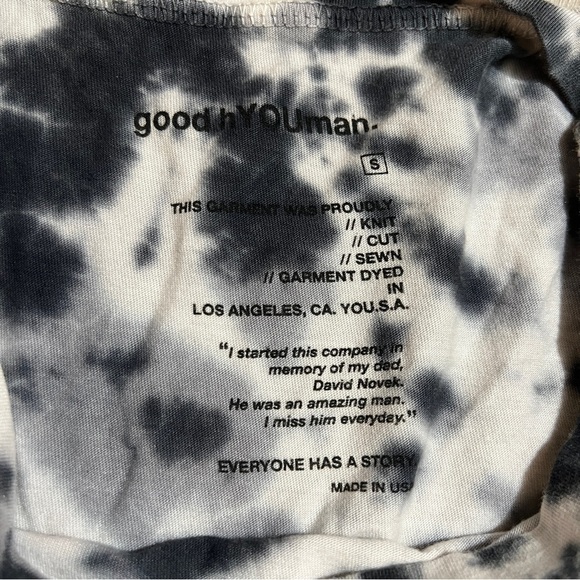 good hYOUman.
S
THIS GARMENT WAS PROUDLY
// KNIT
// CUT
// SEWN
// GARMENT DYED
IN
LOS ANGELES, CA. YOU.S.A.
“I started this company in
memory of my dad,
David Novek.
He was an amazing man.
I miss him everyday.”
EVERYONE HAS A STORY
MADE IN USA